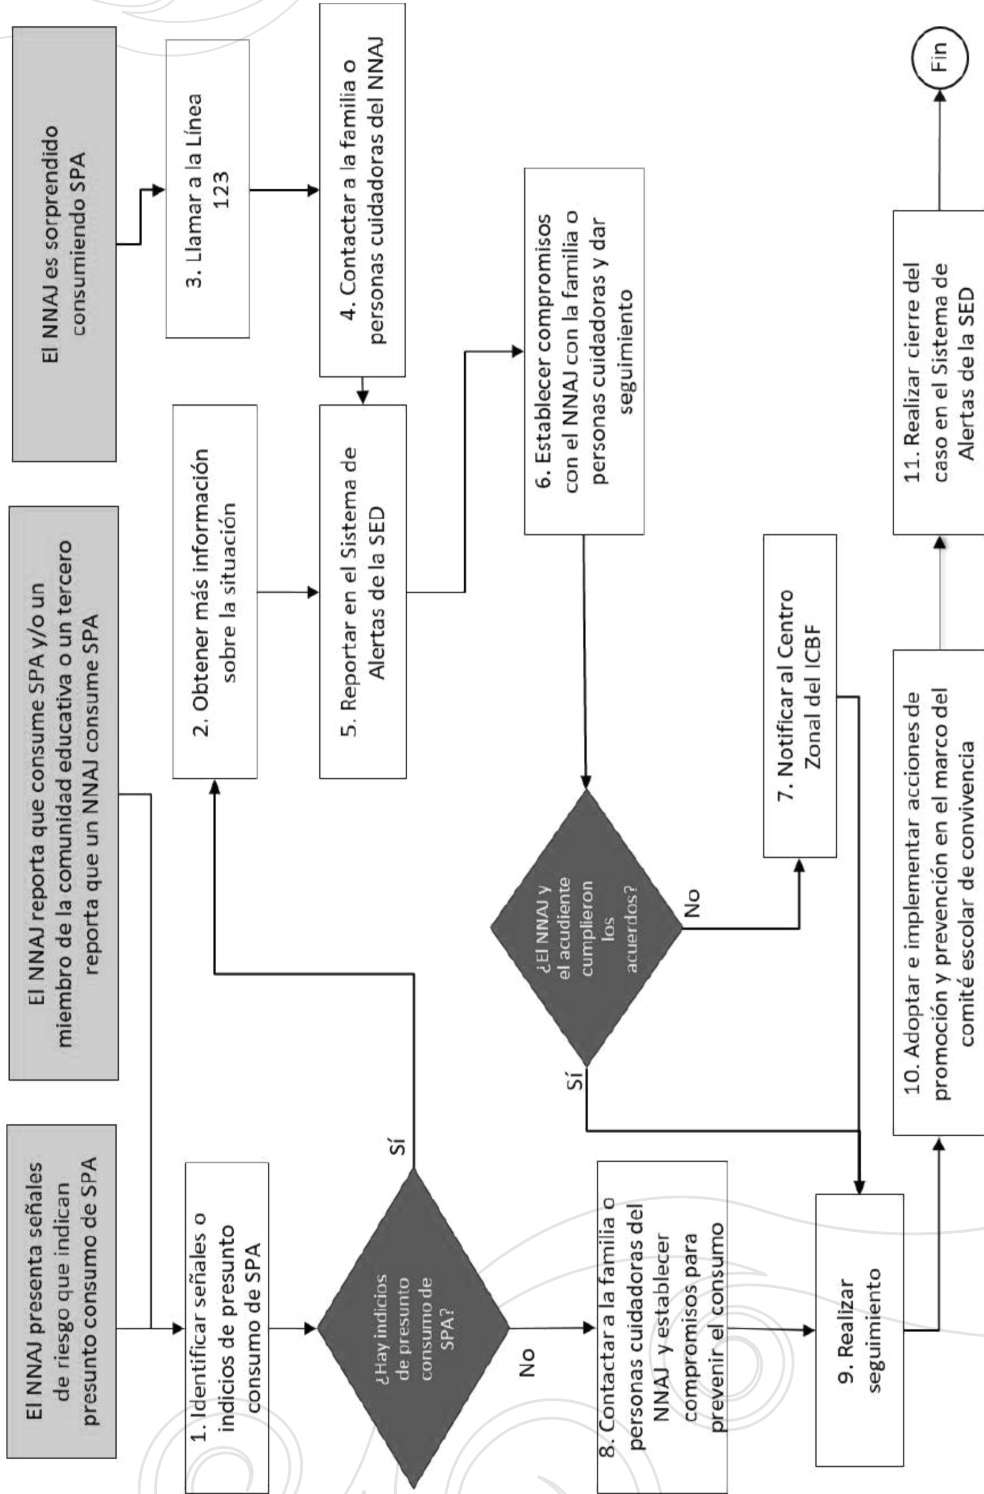 El NNAJ presenta señales
de riesgo que indican
presunto consumo de SPA
El NNAJ reporta que consume SPA y/o un
miembro de la comunidad educativa o un tercero
reporta que un NNAJ consume SPA
El NNAJ es sorprendido
consumiendo SPA
1. Identificar señales o
indicios de presunto
consumo de SPA
2. Obtener más información
sobre la situación
3. Llamar a la Línea
123
¿Hay indicios
de presunto
consumo de
SPA?
Sí
No
5. Reportar en el Sistema de
Alertas de la SED
4. Contactar a la familia o
personas cuidadoras del NNAJ
6. Establecer compromisos
con el NNAJ con la familia o
personas cuidadoras y dar
seguimiento
¿El NNAJ y
el acudiente
cumplieron
los
acuerdos?
Sí
No
8. Contactar a la familia o
personas cuidadoras del
NNAJ y establecer
compromisos para
prevenir el consumo
7. Notificar al Centro
Zonal del ICBF
9. Realizar
seguimiento
10. Adoptar e implementar acciones de
promoción y prevención en el marco del
comité escolar de convivencia
11. Realizar cierre del
caso en el Sistema de
Alertas de la SED
Fin